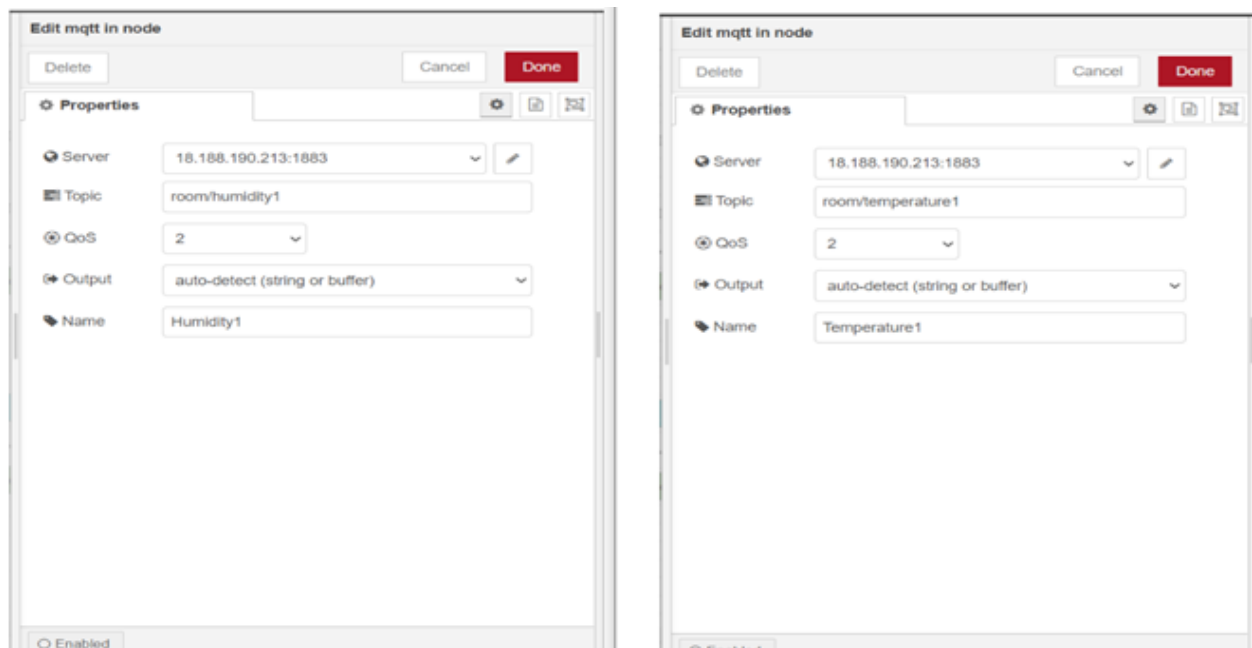 Edit mqtt in node
Delete Cancel Done
Properties
Server 18.188.190.213:1883
Topic room/humidity1
QoS 2
Output auto-detect (string or buffer)
Name Humidity1
Enabled
Edit mqtt in node
Delete Cancel Done
Properties
Server 18.188.190.213:1883
Topic room/temperature1
QoS 2
Output auto-detect (string or buffer)
Name Temperature1